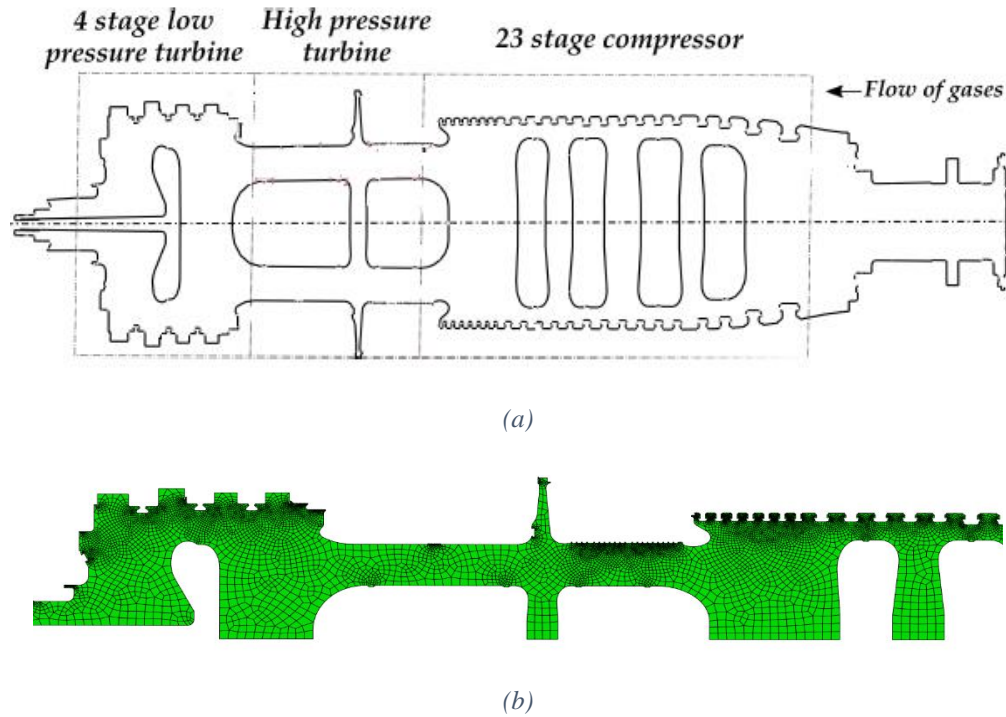 4 stage low
pressure turbine
High pressure
turbine
23 stage compressor
Flow of gases
(a)
(b)